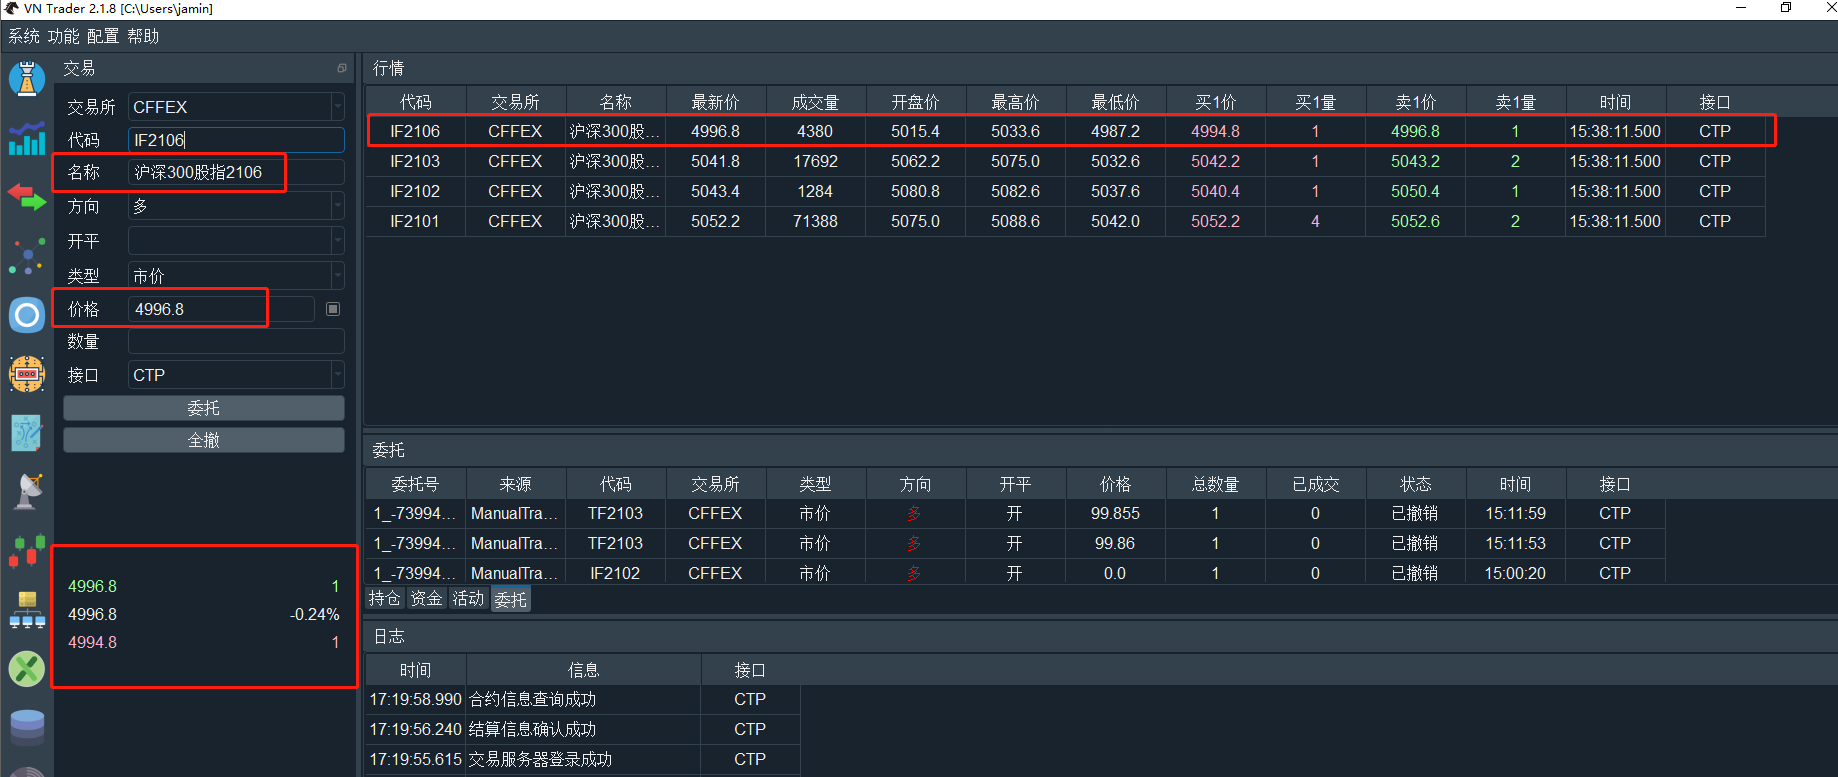 VN Trader 2.1.8 [C:\Users\jamin]
系统 功能 配置 帮助
交易
交易所 CFFEX
代码 IF2106
名称 沪深300股指2106
方向 多
开平
类型 市价
价格 4996.8
数量
接口 CTP
委托
全撤
4996.8 1
4996.8 -0.24%
4994.8 1
行情
代码 交易所 名称 最新价 成交量 开盘价 最高价 最低价 买1价 买1量 卖1价 卖1量 时间 接口
IF2106 CFFEX 沪深300股... 4996.8 4380 5015.4 5033.6 4987.2 4994.8 1 4996.8 1 15:38:11.500 CTP
IF2103 CFFEX 沪深300股... 5041.8 17692 5062.2 5075.0 5032.6 5042.2 1 5043.2 2 15:38:11.500 CTP
IF2102 CFFEX 沪深300股... 5043.4 1284 5080.8 5082.6 5037.6 5040.4 1 5050.4 1 15:38:11.500 CTP
IF2101 CFFEX 沪深300股... 5052.2 71388 5075.0 5088.6 5042.0 5052.2 4 5052.6 2 15:38:11.500 CTP
委托
委托号 来源 代码 交易所 类型 方向 开平 价格 总数量 已成交 状态 时间 接口
1_-73994... ManualTra... TF2103 CFFEX 市价 多 开 99.855 1 0 已撤销 15:11:59 CTP
1_-73994... ManualTra... TF2103 CFFEX 市价 多 开 99.86 1 0 已撤销 15:11:53 CTP
1_-73994... ManualTra... IF2102 CFFEX 市价 多 开 0.0 1 0 已撤销 15:00:20 CTP
持仓 资金 活动 委托
日志
时间 信息 接口
17:19:58.990 合约信息查询成功 CTP
17:19:56.240 结算信息确认成功 CTP
17:19:55.615 交易服务器登录成功 CTP